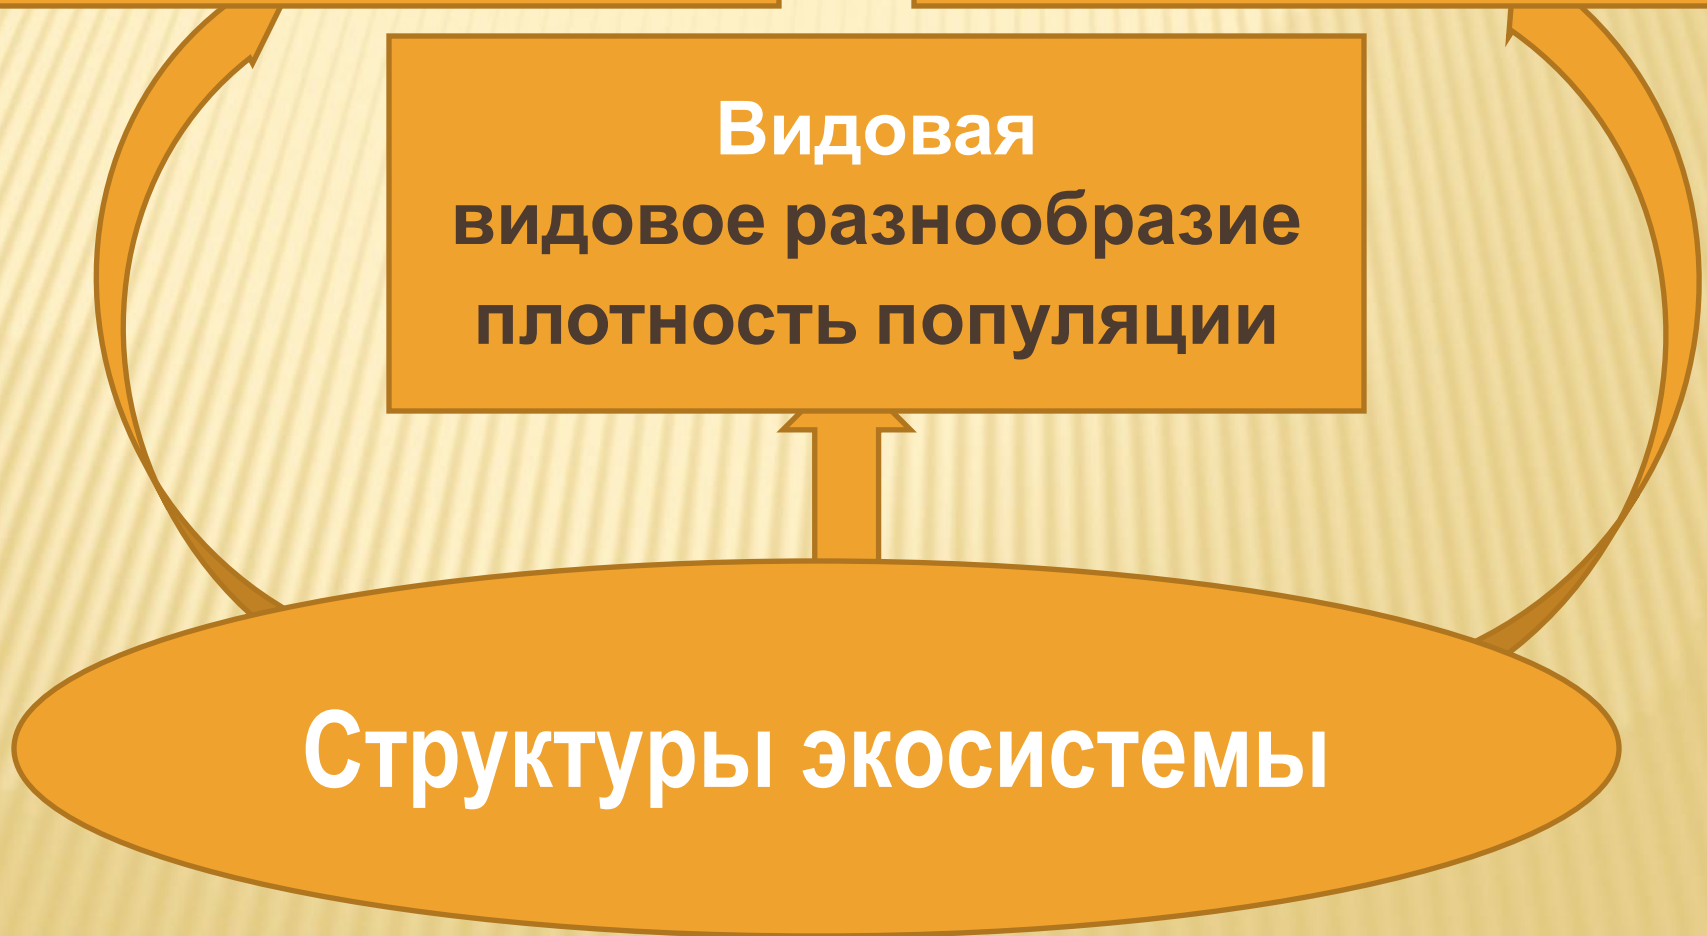 Видовая
видовое разнообразие
плотность популяции
Структуры экосистемы